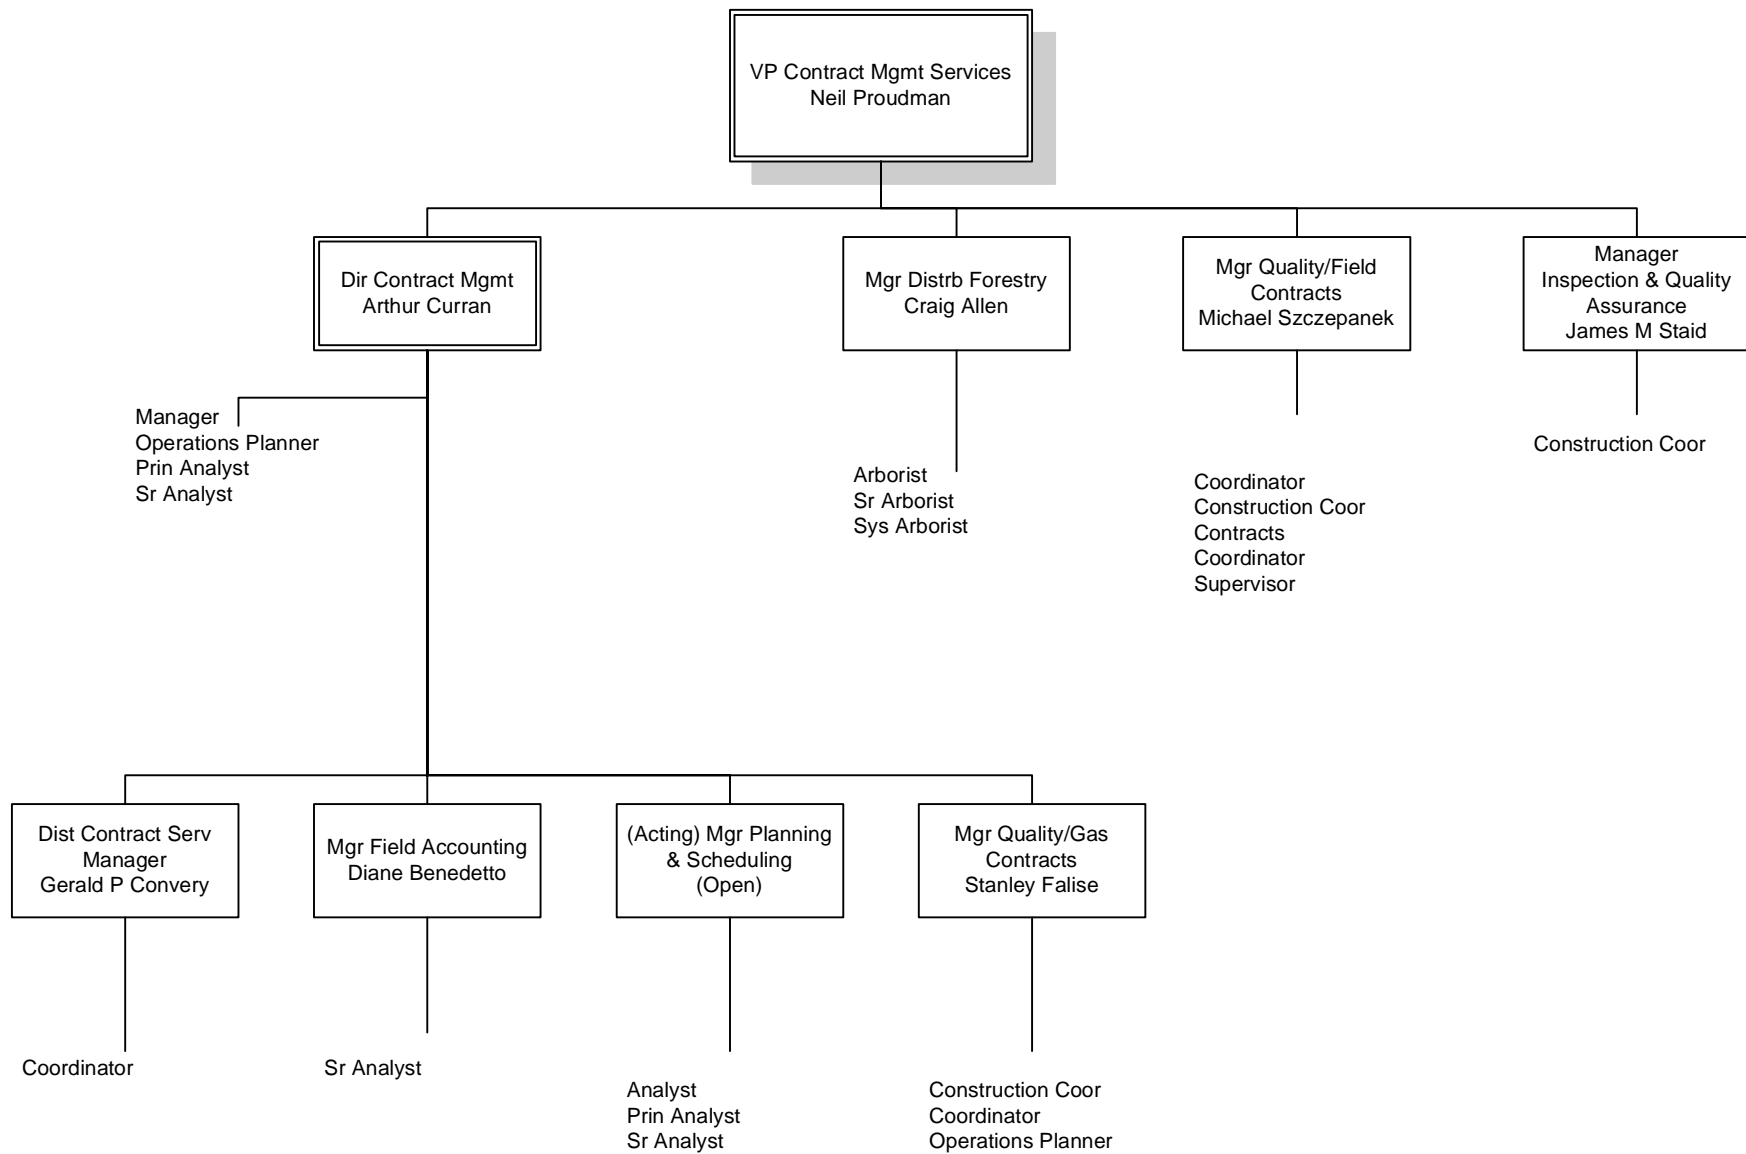 VP Contract Mgmt Services
Neil Proudman
Dir Contract Mgmt
Arthur Curran
Mgr Distrb Forestry
Craig Allen
Mgr Quality/Field
Contracts
Michael Szczepanek
Manager
Inspection & Quality
Assurance
James M Staid
Manager
Operations Planner
Prin Analyst
Sr Analyst
Arborist
Sr Arborist
Sys Arborist
Coordinator
Construction Coor
Contracts
Coordinator
Supervisor
Construction Coor
Dist Contract Serv
Manager
Gerald P Convery
Mgr Field Accounting
Diane Benedetto
(Acting) Mgr Planning
& Scheduling
(Open)
Mgr Quality/Gas
Contracts
Stanley Falise
Coordinator
Sr Analyst
Analyst
Prin Analyst
Sr Analyst
Construction Coor
Coordinator
Operations Planner